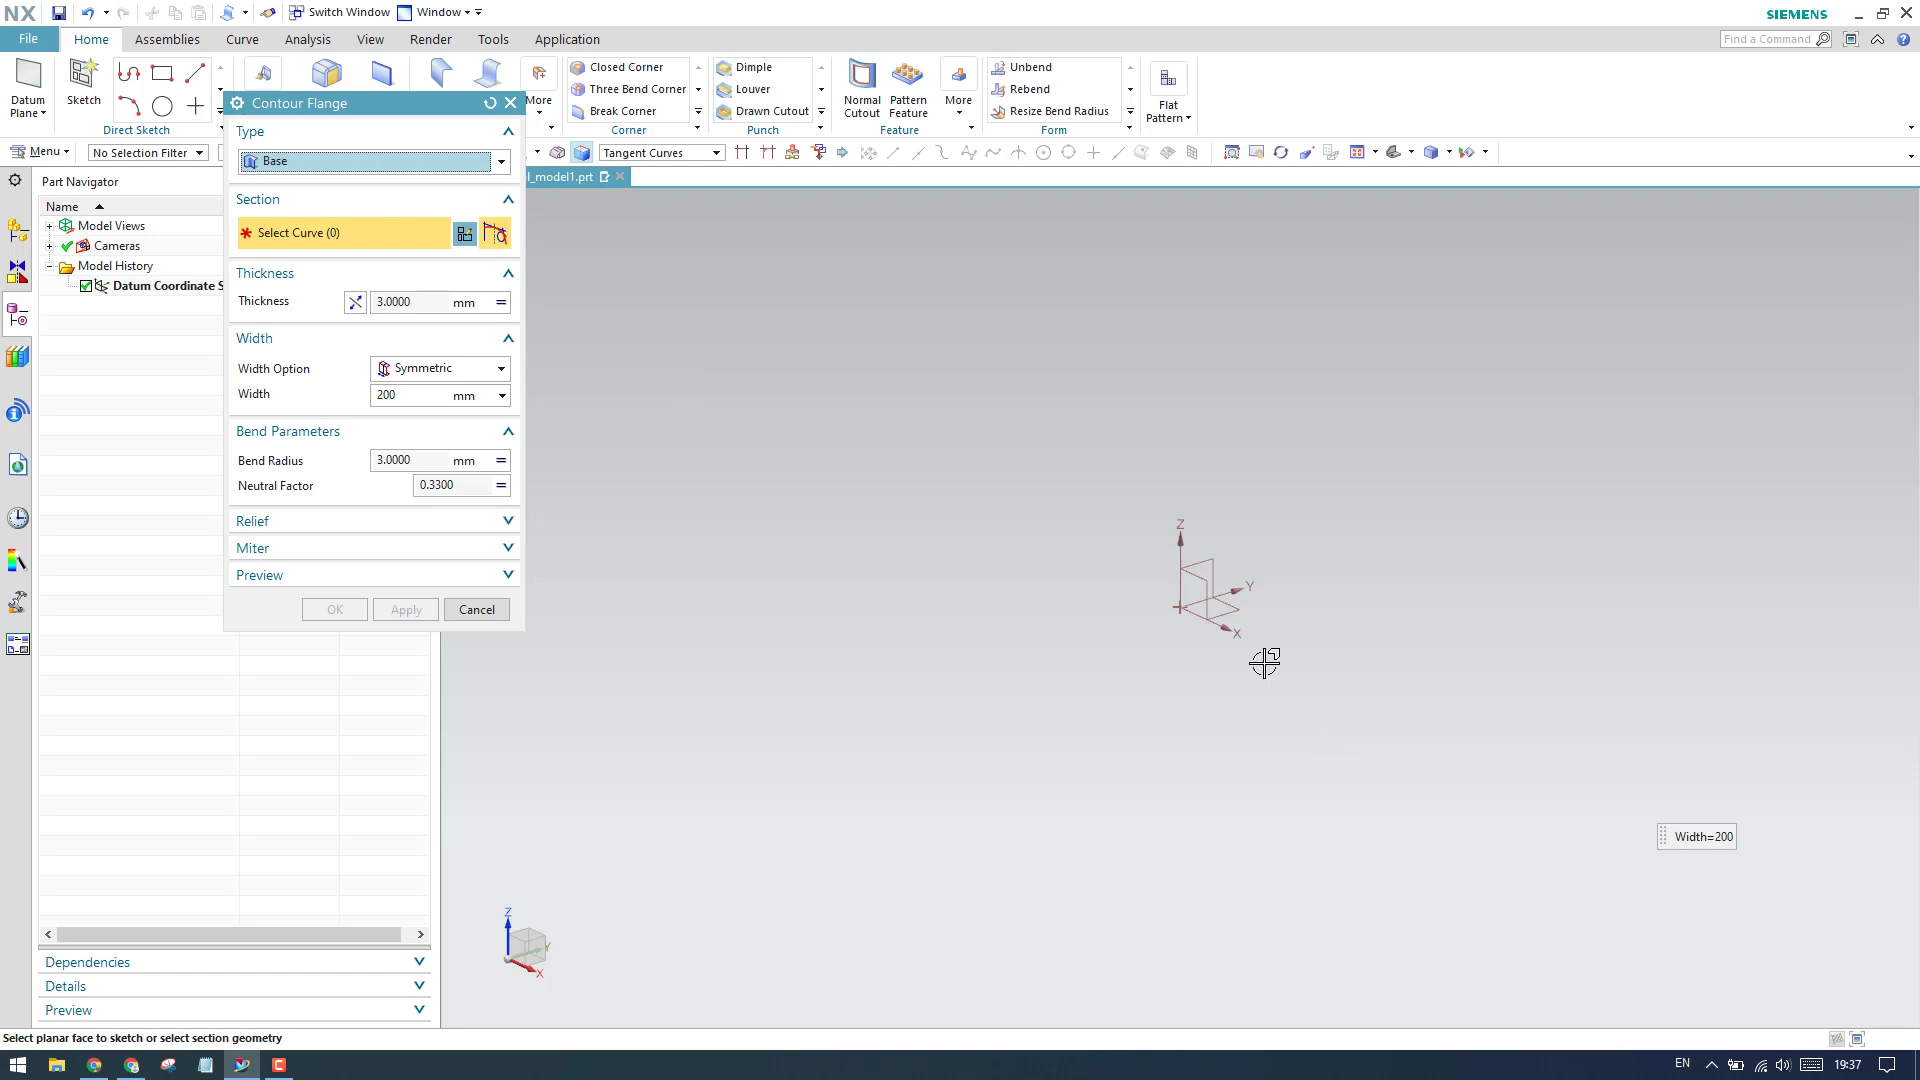 NX Switch Window Window SIEMENS
File Home Assemblies Curve Analysis View Render Tools Application Find a Command
Datum
Plane
Sketch
Direct Sketch
More
Closed Corner
Three Bend Corner
Break Corner
Corner
Dimple
Louver
Drawn Cutout
Punch
Normal
Cutout
Pattern
Feature
More
Feature
Unbend
Rebend
Resize Bend Radius
Form
Flat
Pattern
Menu No Selection Filter Tangent Curves
Part Navigator
Name
Model Views
Cameras
Model History
Datum Coordinate S
Dependencies
Details
Preview
Contour Flange
Type
Base
Section
* Select Curve (0)
Thickness
Thickness 3.0000 mm =
Width
Width Option Symmetric
Width 200 mm
Bend Parameters
Bend Radius 3.0000 mm =
Neutral Factor 0.3300 =
Relief
Miter
Preview
OK Apply Cancel
l_model1.prt
Z
Y
X
Width=200
Z
Y
X
Select planar face to sketch or select section geometry
EN 19:37